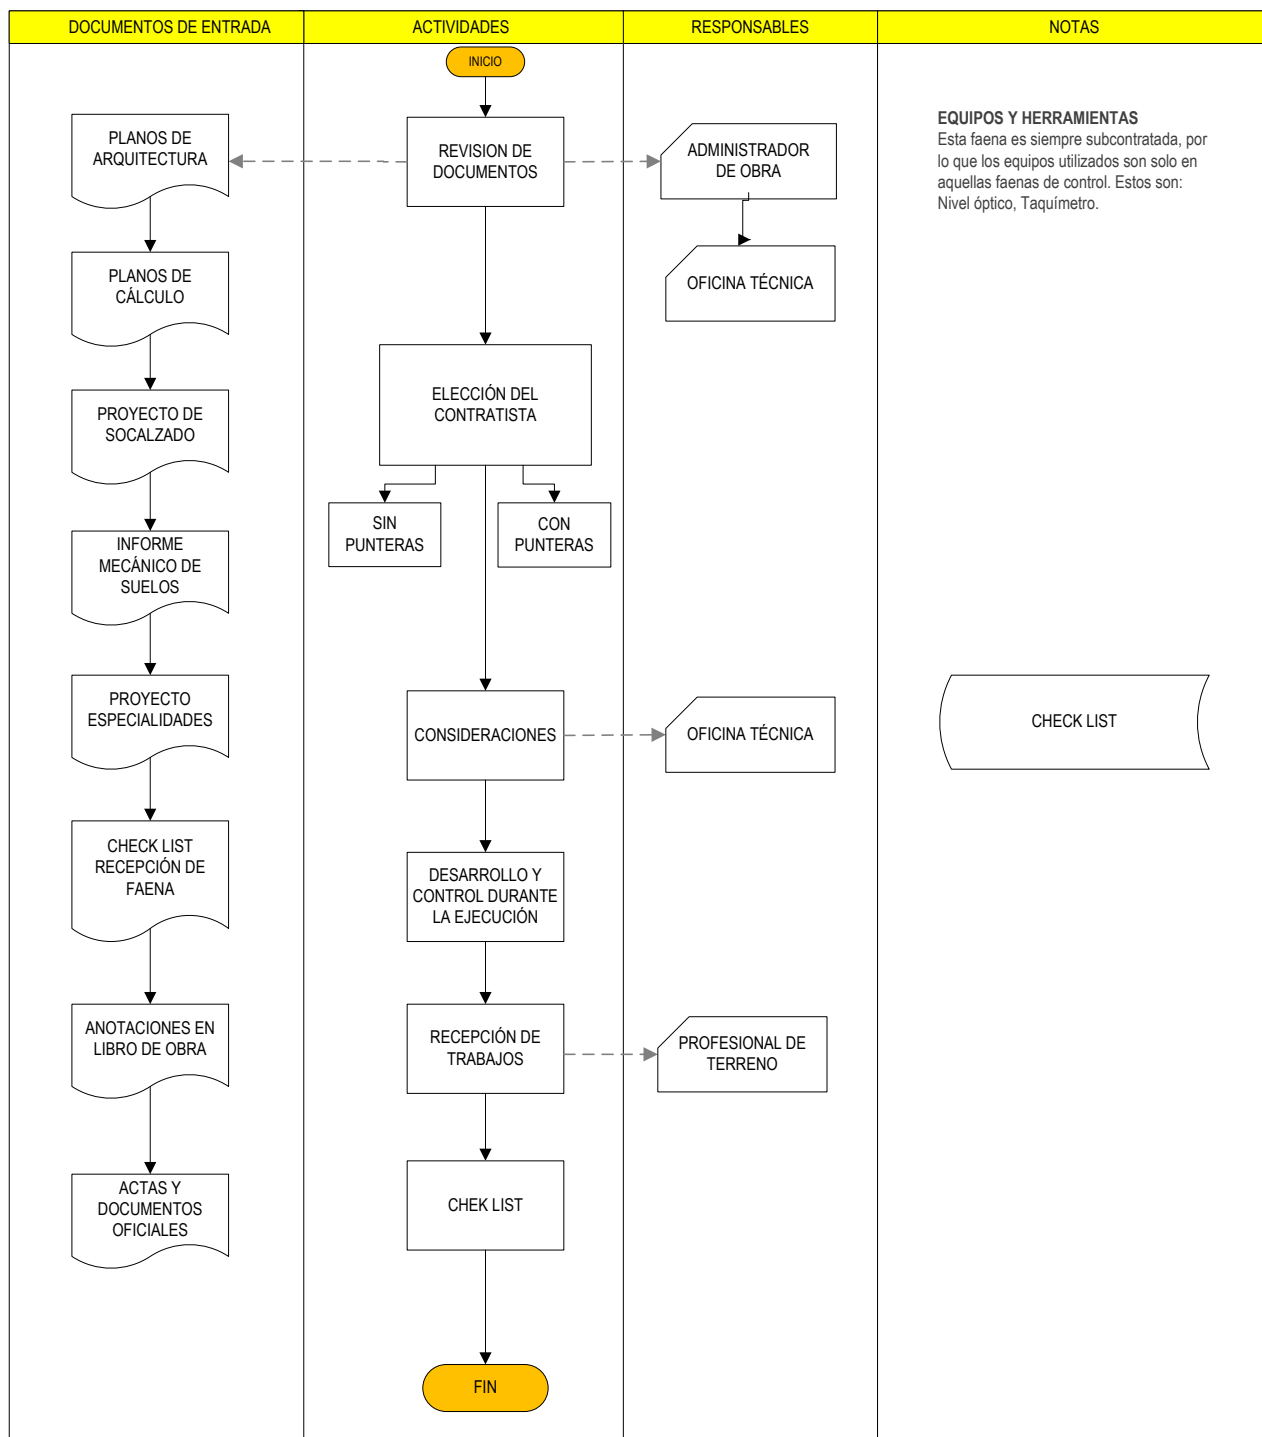 DOCUMENTOS DE ENTRADA
ACTIVIDADES
RESPONSABLES
NOTAS
INICIO
PLANOS DE
ARQUITECTURA
REVISION DE
DOCUMENTOS
ADMINISTRADOR
DE OBRA
EQUIPOS Y HERRAMIENTAS
Esta faena es siempre subcontratada, por
lo que los equipos utilizados son solo en
aquellas faenas de control. Estos son:
Nivel óptico, Taquímetro.
PLANOS DE
CÁLCULO
OFICINA TÉCNICA
PROYECTO DE
SOCALZADO
ELECCIÓN DEL
CONTRATISTA
SIN
PUNTERAS
CON
PUNTERAS
INFORME
MECÁNICO DE
SUELOS
PROYECTO
ESPECIALIDADES
CONSIDERACIONES
OFICINA TÉCNICA
CHECK LIST
CHECK LIST
RECEPCIÓN DE
FAENA
DESARROLLO Y
CONTROL DURANTE
LA EJECUCIÓN
ANOTACIONES EN
LIBRO DE OBRA
RECEPCIÓN DE
TRABAJOS
PROFESIONAL DE
TERRENO
ACTAS Y
DOCUMENTOS
OFICIALES
CHEK LIST
FIN